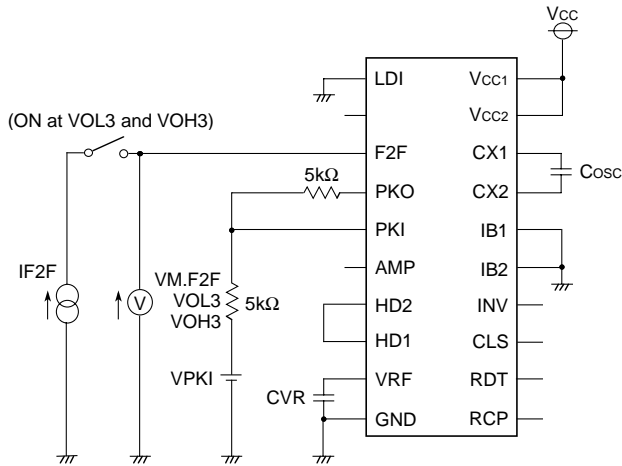 VCC
LDI VCC1
(ON at VOL3 and VOH3)
VCC2
F2F CX1
5kΩ
PKO CX2
COSC
PKI IB1
IF2F
VM.F2F
VOL3
VOH3
5kΩ
V
AMP IB2
HD2 INV
HD1 CLS
VPKI
CVR
VRF RDT
GND RCP